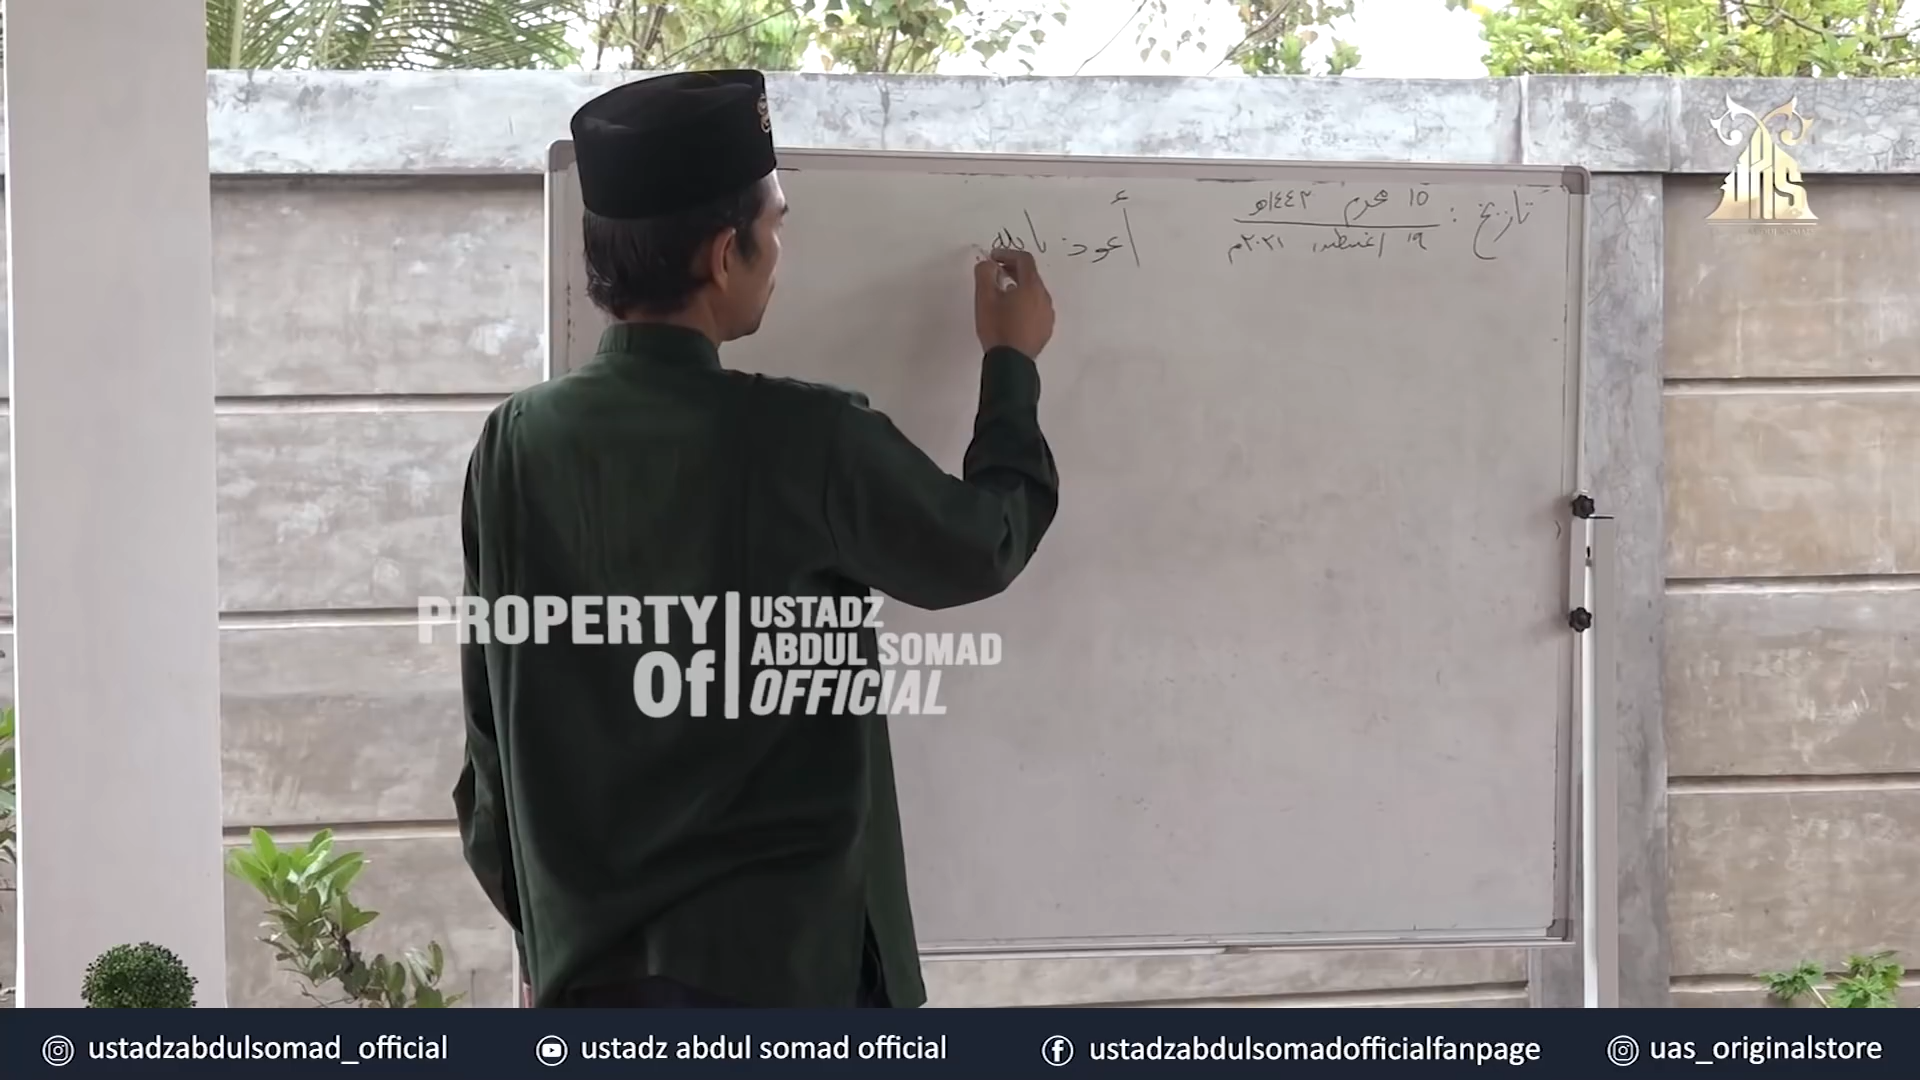 تاريخ : ١٥ محرم ١٤٤٢هـ
١٩ اغسطس ٢٠٢١م
أعوذ بالله
UAS
PROPERTY Of
USTADZ
ABDUL SOMAD
OFFICIAL
ustadzabdulsomad_official
ustadz abdul somad official
ustadzabdulsomadofficialfanpage
uas_originalstore